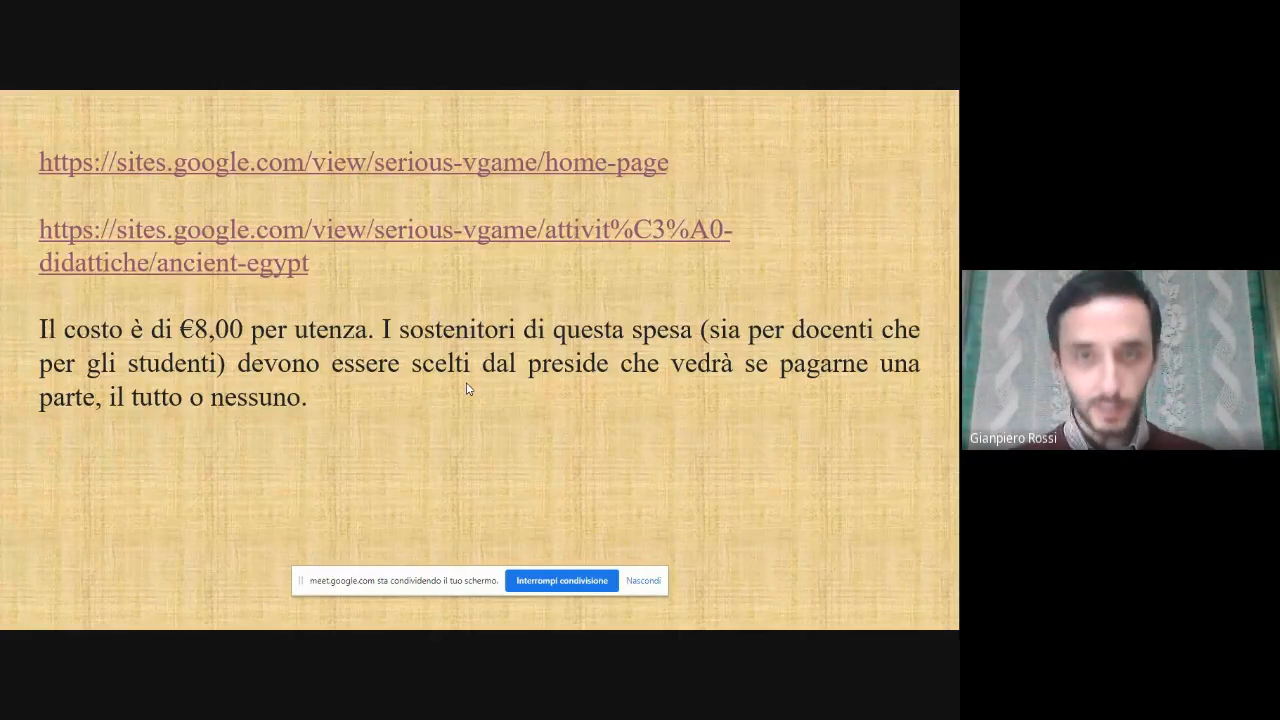 https://sites.google.com/view/serious-vgame/home-page
https://sites.google.com/view/serious-vgame/attivit%C3%A0-
didattiche/ancient-egypt
Il costo è di €8,00 per utenza. I sostenitori di questa spesa (sia per docenti che
per gli studenti) devono essere scelti dal preside che vedrà se pagarne una
parte, il tutto o nessuno.
meet.google.com sta condividendo il tuo schermo. Interrompi condivisione Nascondi
Gianpiero Rossi